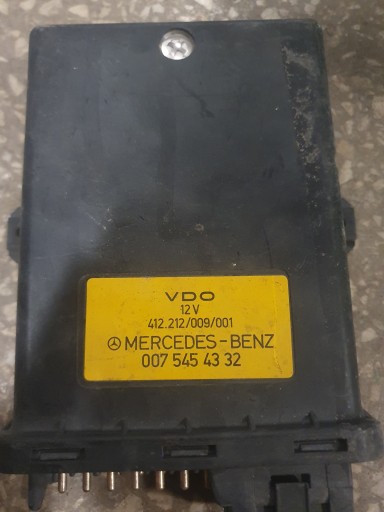 VDO
12 V
412.212/009/001
MERCEDES-BENZ
007 545 43 32